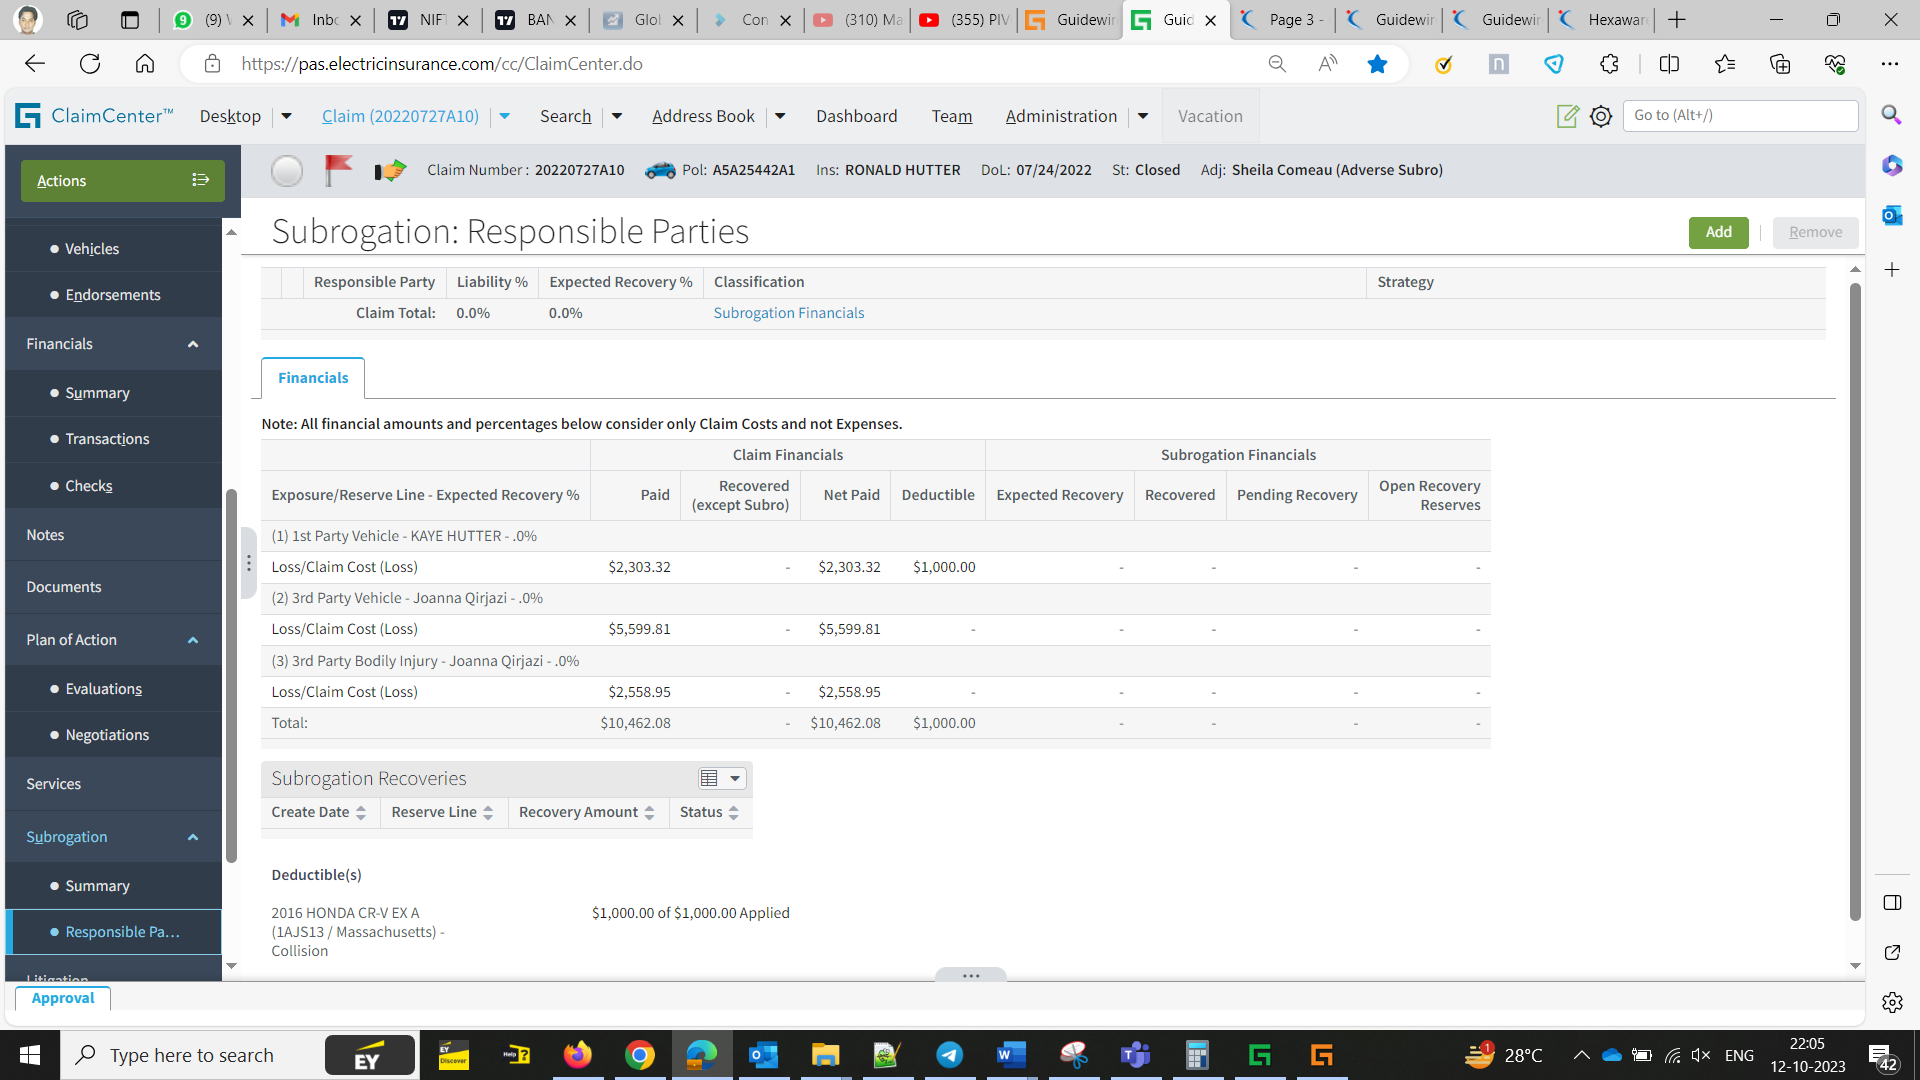 (9) V
Inbc
NIFT
BAN
Glob
Con
(310) Ma
(355) PIV
Guidewir
Guid
Page 3 -
Guidewir
Guidewir
Hexawar
https://pas.electricinsurance.com/cc/ClaimCenter.do
ClaimCenter™
Desktop
Claim (20220727A10)
Search
Address Book
Dashboard
Team
Administration
Vacation
Go to (Alt+/)
Actions
Claim Number : 20220727A10 Pol: A5A25442A1 Ins: RONALD HUTTER DoL: 07/24/2022 St: Closed Adj: Sheila Comeau (Adverse Subro)
Vehicles
Endorsements
Financials
Summary
Transactions
Checks
Notes
Documents
Plan of Action
Evaluations
Negotiations
Services
Subrogation
Summary
Responsible Pa...
Litigation
Subrogation: Responsible Parties
Add
Remove
Responsible Party Liability % Expected Recovery % Classification Strategy
Claim Total: 0.0% 0.0% Subrogation Financials
Financials
Note: All financial amounts and percentages below consider only Claim Costs and not Expenses.
Claim Financials Subrogation Financials
Exposure/Reserve Line - Expected Recovery % Paid Recovered (except Subro) Net Paid Deductible Expected Recovery Recovered Pending Recovery Open Recovery Reserves
(1) 1st Party Vehicle - KAYE HUTTER - .0%
Loss/Claim Cost (Loss) $2,303.32 - $2,303.32 $1,000.00 - - - -
(2) 3rd Party Vehicle - Joanna Qirjazi - .0%
Loss/Claim Cost (Loss) $5,599.81 - $5,599.81 - - - - -
(3) 3rd Party Bodily Injury - Joanna Qirjazi - .0%
Loss/Claim Cost (Loss) $2,558.95 - $2,558.95 - - - - -
Total: $10,462.08 - $10,462.08 $1,000.00 - - - -
Subrogation Recoveries
Create Date Reserve Line Recovery Amount Status
Deductible(s)
2016 HONDA CR-V EX A $1,000.00 of $1,000.00 Applied
(1AJS13 / Massachusetts) -
Collision
Approval
Type here to search
EY
EY
Discover
Help ?
28°C
ENG
22:05
12-10-2023
42